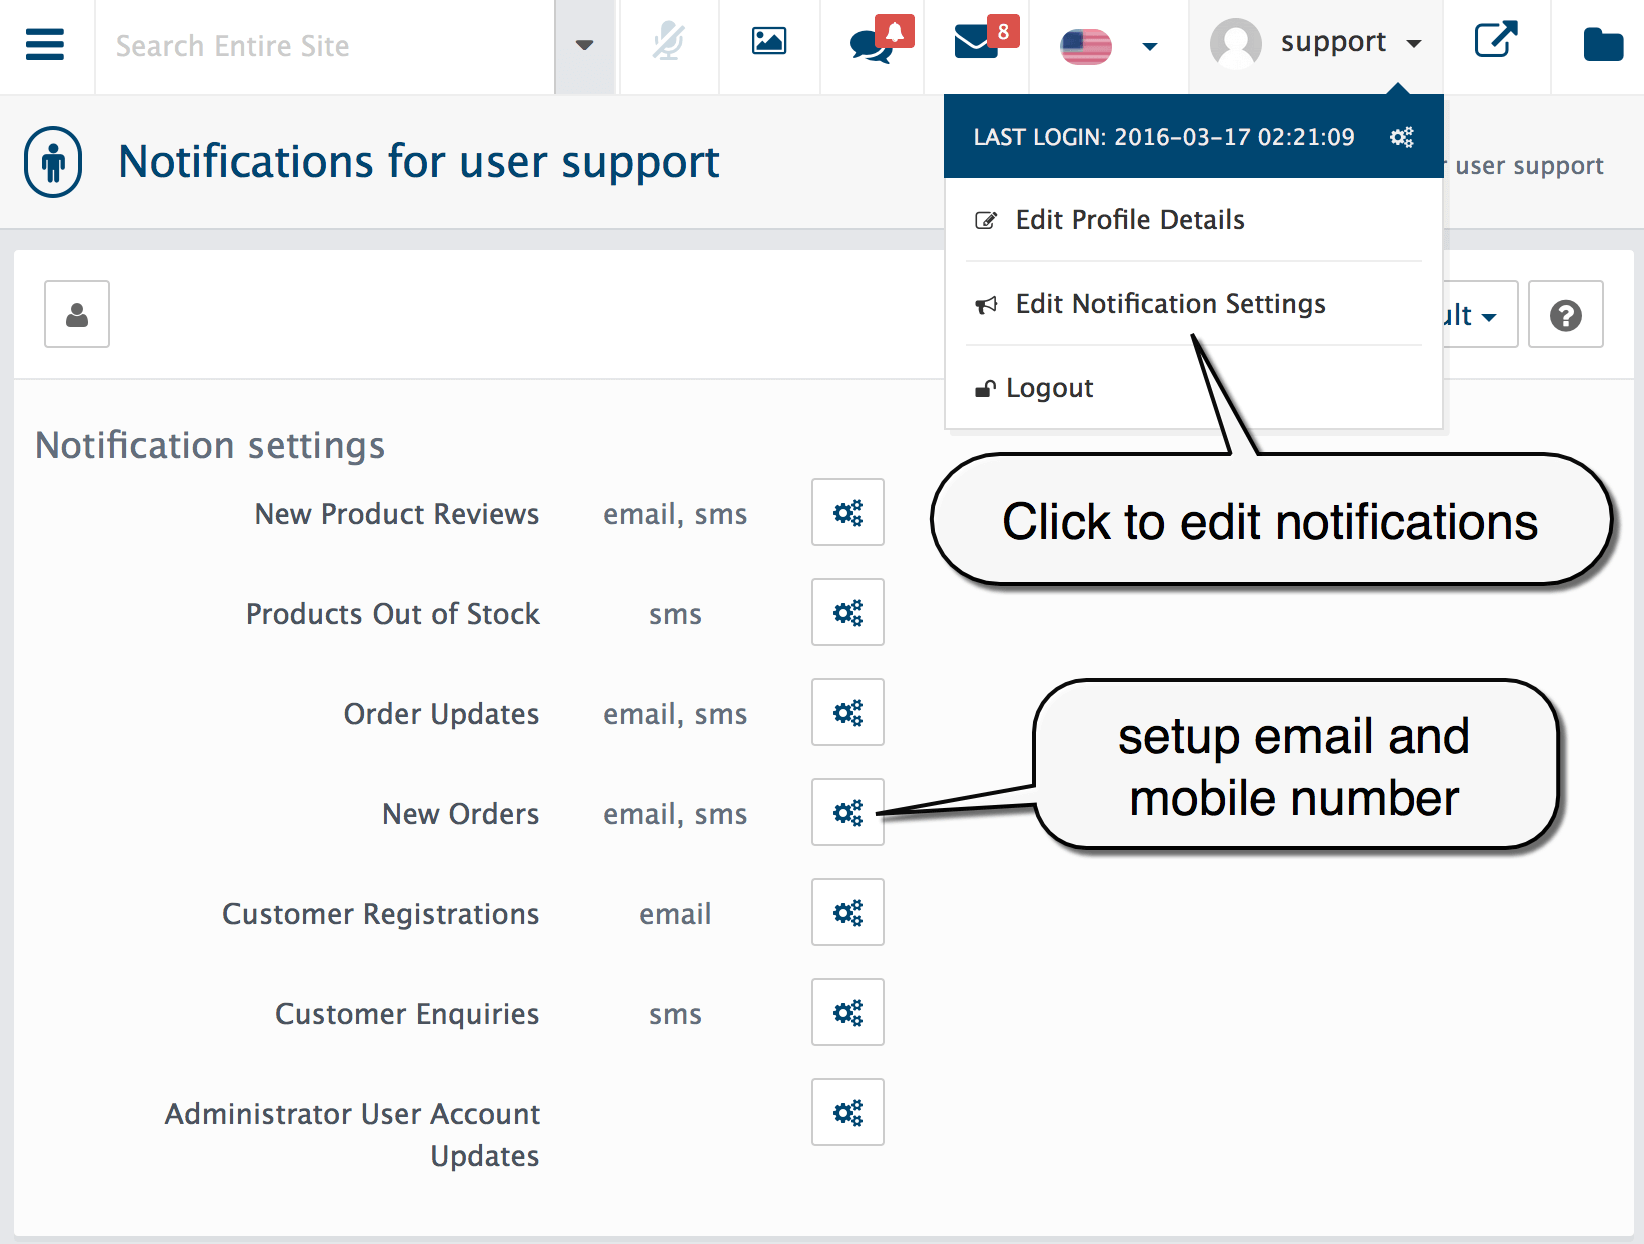 Search Entire Site
8
support
LAST LOGIN: 2016-03-17 02:21:09
Notifications for user support
user support
Edit Profile Details
Edit Notification Settings
ult
Logout
Click to edit notifications
Notification settings
New Product Reviews email, sms
Products Out of Stock sms
Order Updates email, sms
setup email and
mobile number
New Orders email, sms
Customer Registrations email
Customer Enquiries sms
Administrator User Account
Updates